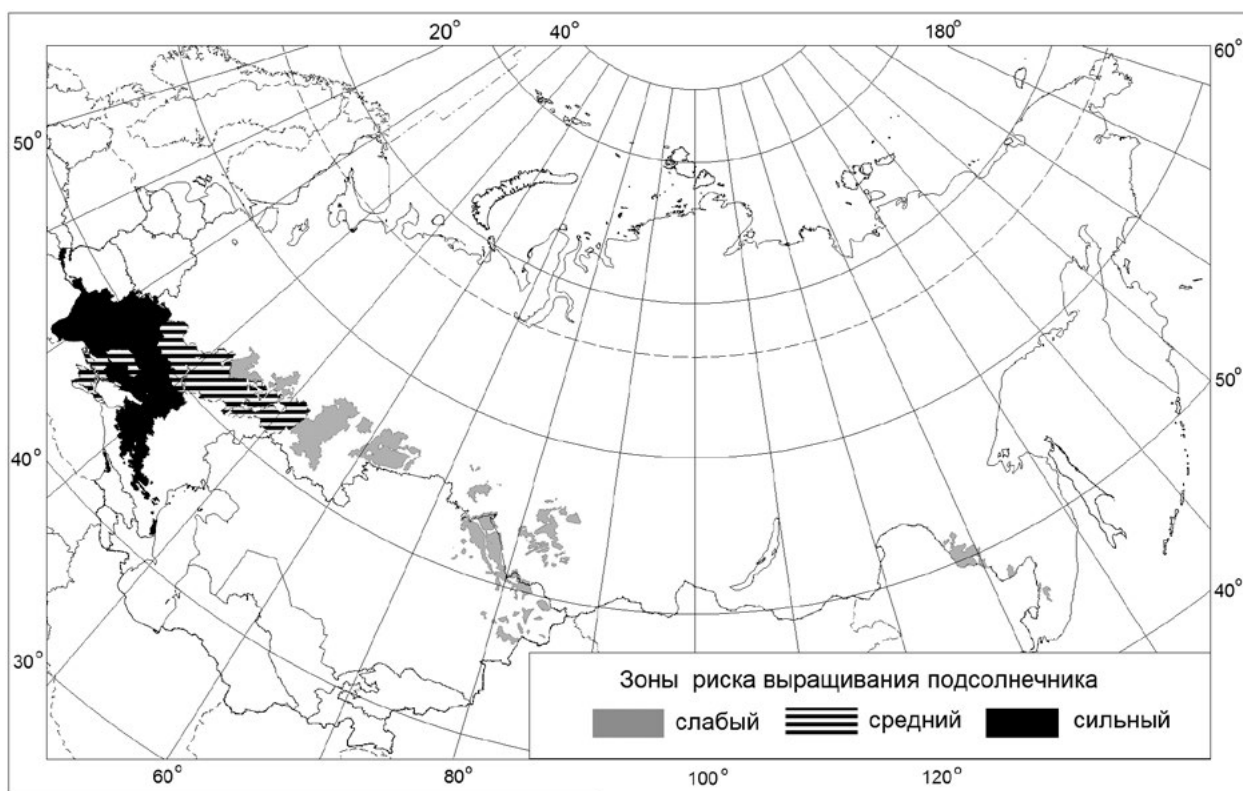 20° 40° 180°
60°
50°
50°
40°
40°
30°
Зоны риска выращивания подсолнечника
слабый средний сильный
60° 80° 100° 120°